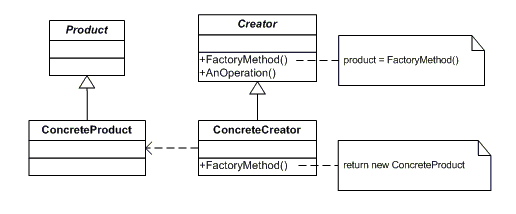 Product
Creator
+FactoryMethod()
+AnOperation()
product = FactoryMethod()
ConcreteProduct
ConcreteCreator
+FactoryMethod()
return new ConcreteProduct